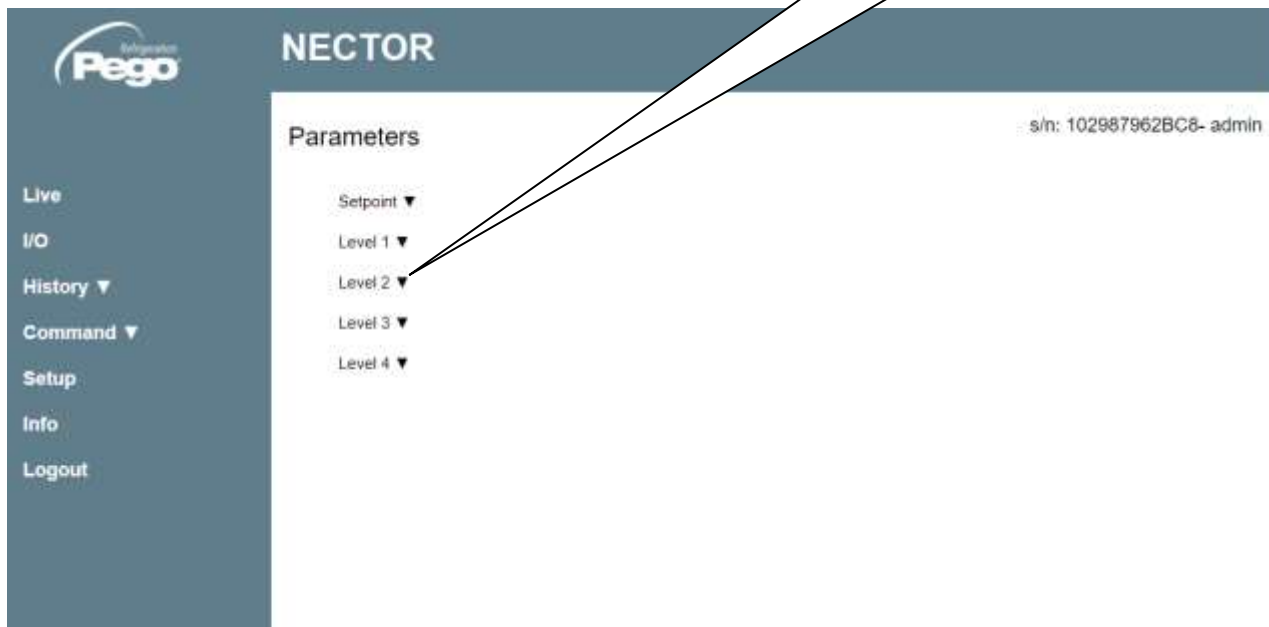 Refrigeration
Pego
NECTOR
s/n: 102987962BC8- admin
Parameters
Live
I/O
History ▼
Command ▼
Setup
Info
Logout
Setpoint ▼
Level 1 ▼
Level 2 ▼
Level 3 ▼
Level 4 ▼